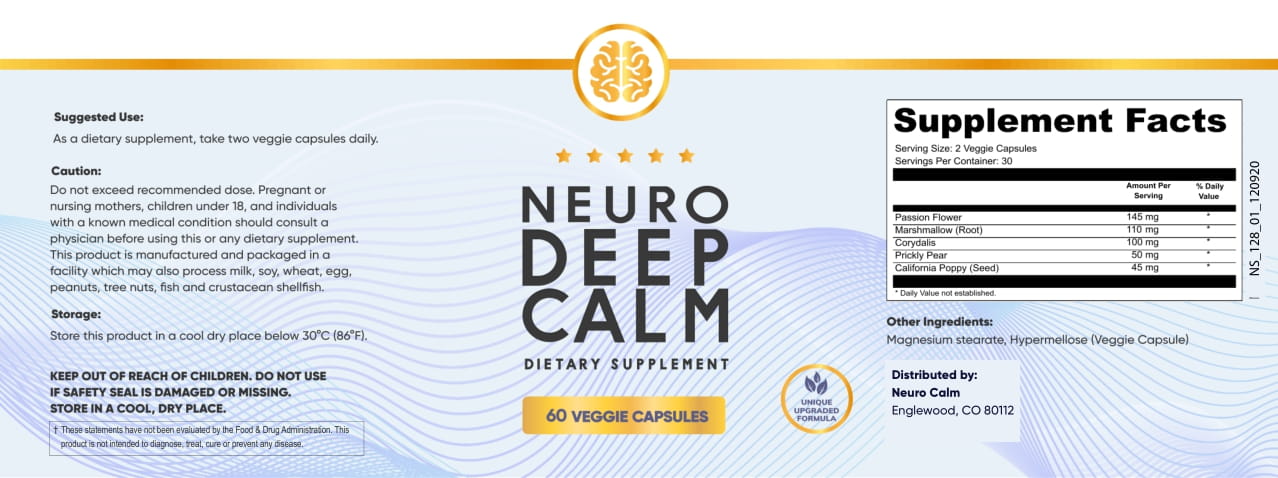 Suggested Use:
As a dietary supplement, take two veggie capsules daily.
Caution:
Do not exceed recommended dose. Pregnant or
nursing mothers, children under 18, and individuals
with a known medical condition should consult a
physician before using this or any dietary supplement.
This product is manufactured and packaged in a
facility which may also process milk, soy, wheat, egg,
peanuts, tree nuts, fish and crustacean shellfish.
Storage:
Store this product in a cool dry place below 30°C (86°F).
KEEP OUT OF REACH OF CHILDREN. DO NOT USE
IF SAFETY SEAL IS DAMAGED OR MISSING.
STORE IN A COOL, DRY PLACE.
† These statements have not been evaluated by the Food & Drug Administration. This
product is not intended to diagnose, treat, cure or prevent any disease.
NEURO
DEEP
CALM
DIETARY SUPPLEMENT
60 VEGGIE CAPSULES
UNIQUE
UPGRADED
FORMULA
Supplement Facts
Serving Size: 2 Veggie Capsules
Servings Per Container: 30
Amount Per Serving % Daily Value
Passion Flower 145 mg *
Marshmallow (Root) 110 mg *
Corydalis 100 mg *
Prickly Pear 50 mg *
California Poppy (Seed) 45 mg *
* Daily Value not established.
Other Ingredients:
Magnesium stearate, Hypermellose (Veggie Capsule)
Distributed by:
Neuro Calm
Englewood, CO 80112
| NS_128_01_120920